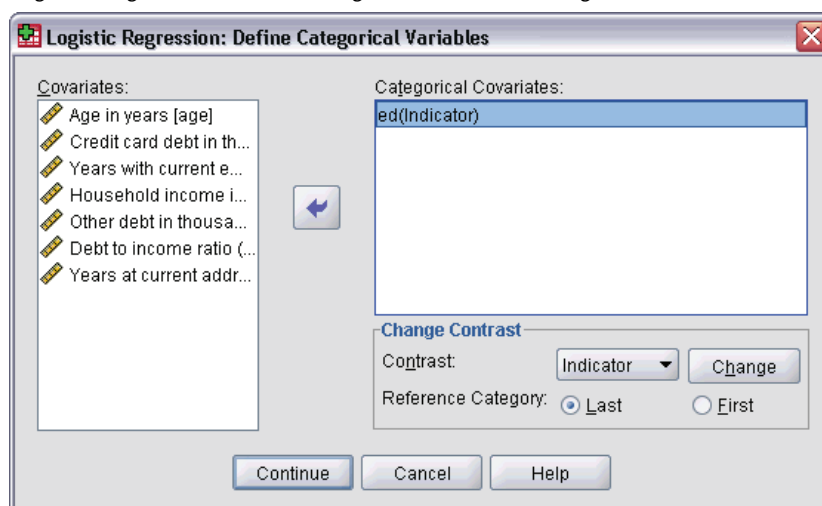 Logistic Regression: Define Categorical Variables
Covariates:
Age in years [age]
Credit card debt in th...
Years with current e...
Household income i...
Other debt in thousa...
Debt to income ratio (...
Years at current addr...
Categorical Covariates:
ed(Indicator)
Change Contrast
Contrast:
Indicator
Change
Reference Category:
Last
First
Continue
Cancel
Help